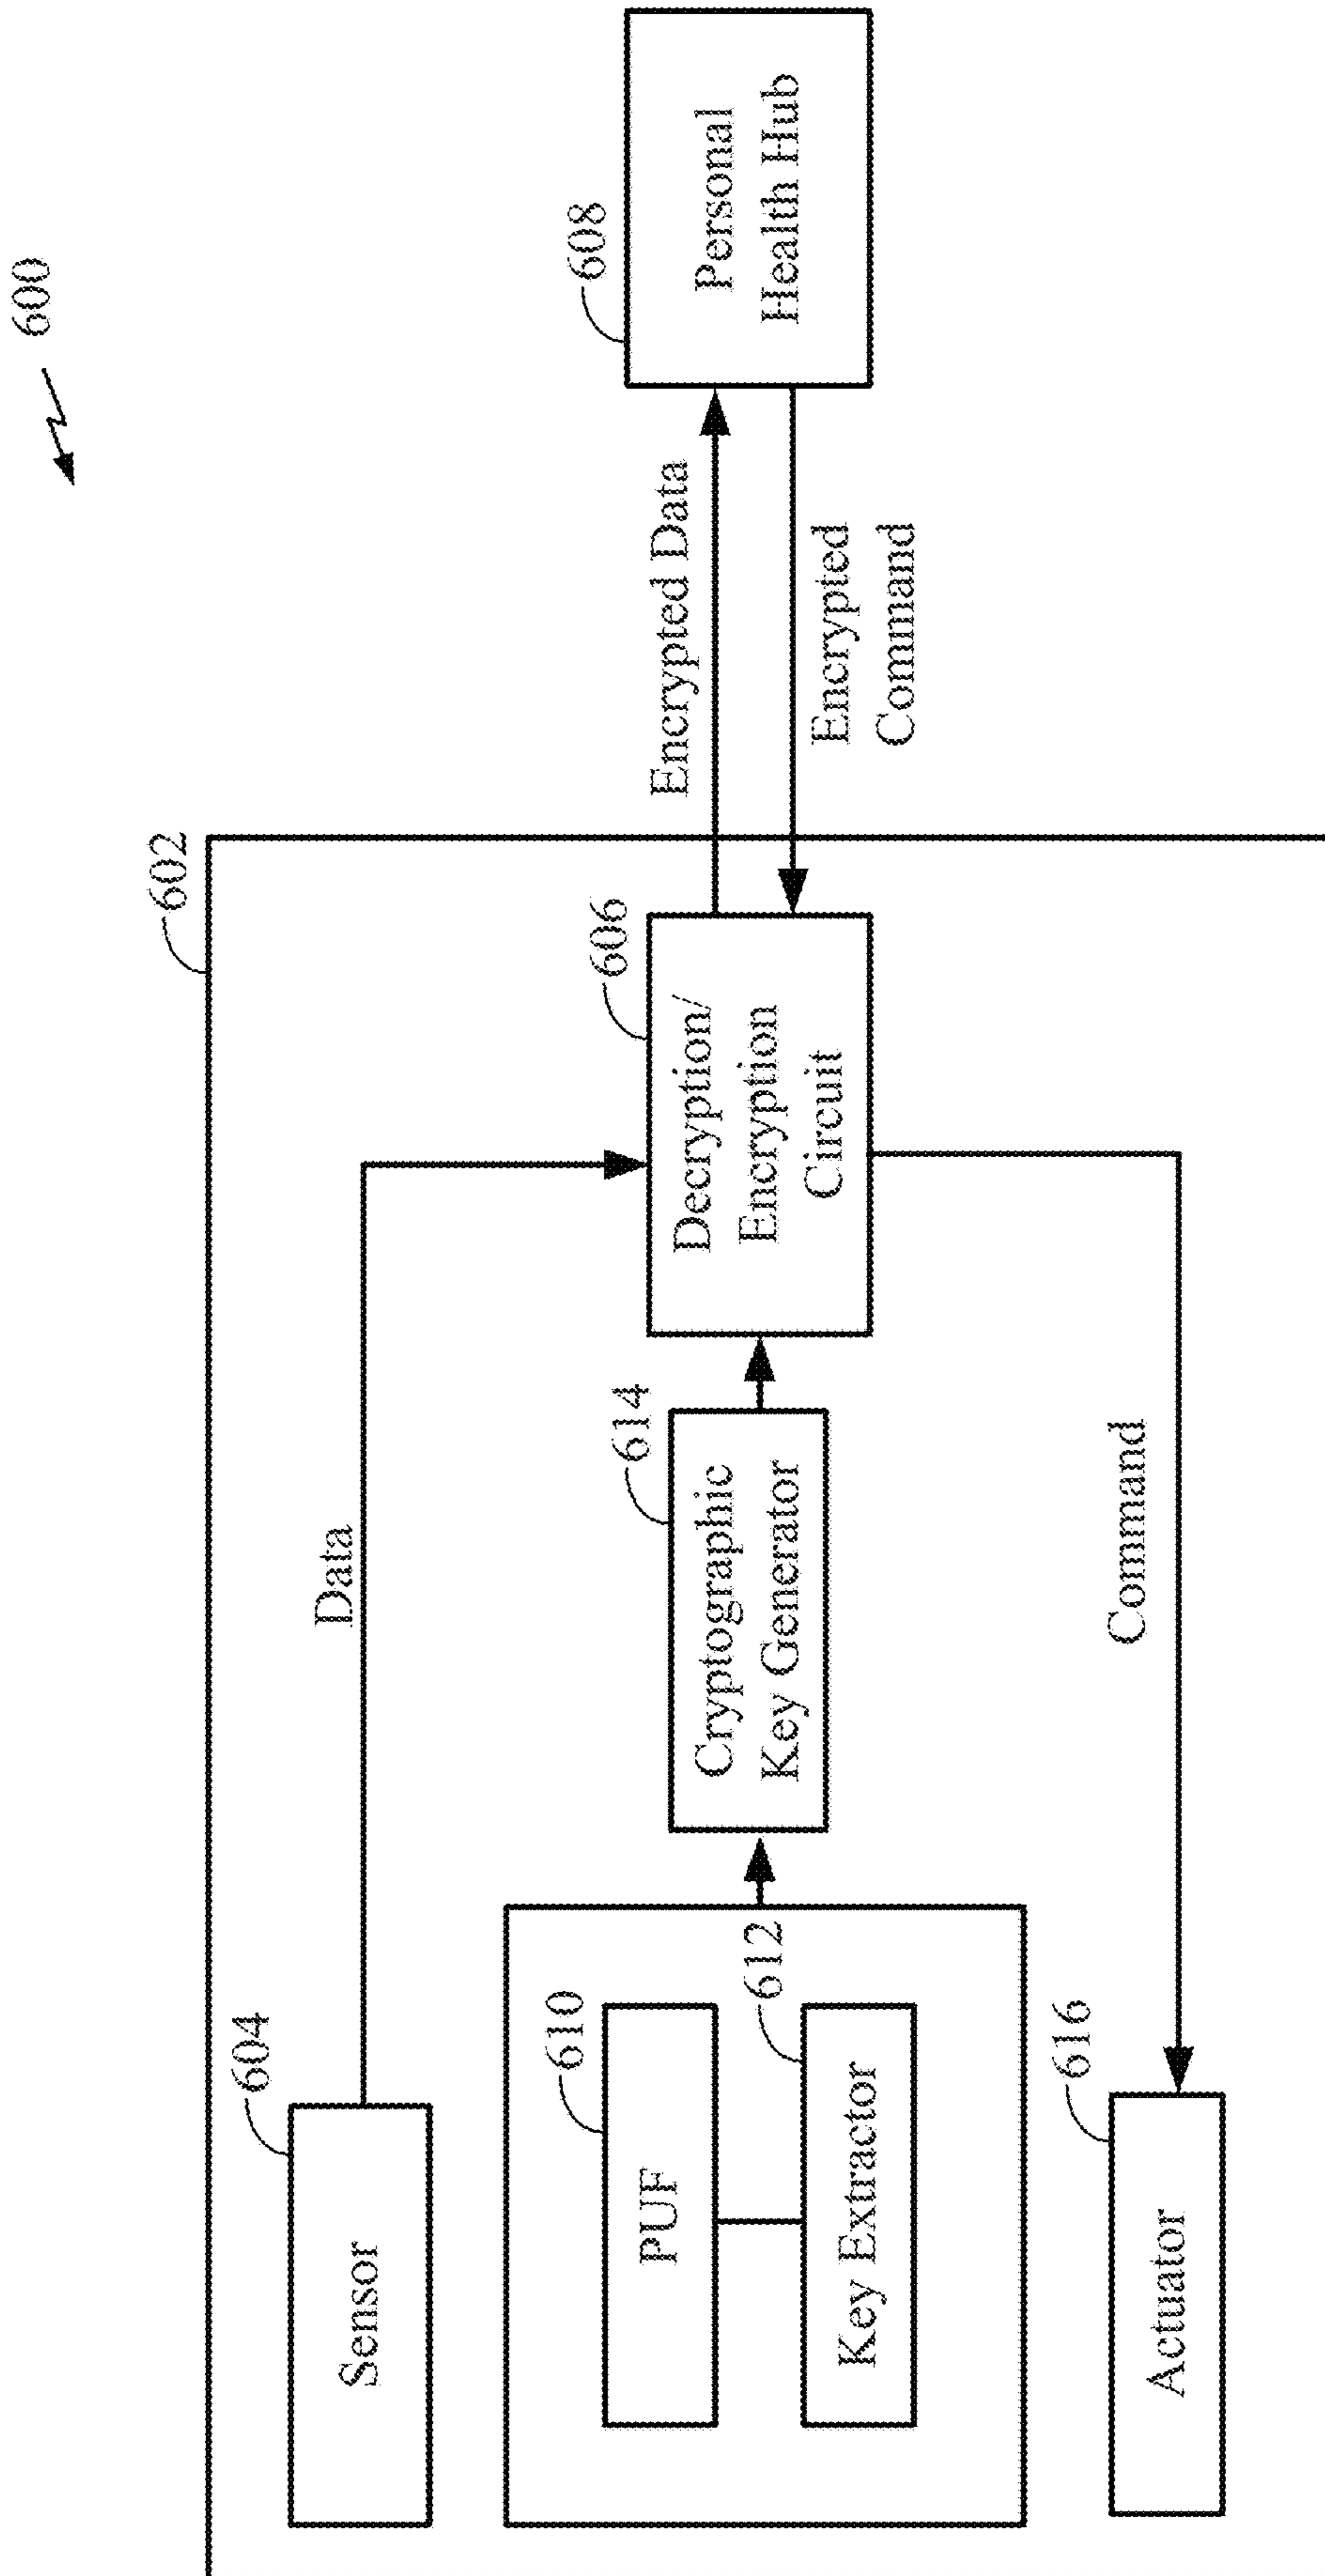 600
602
604
Sensor
Data
610
PUF
612
Key Extractor
614
Cryptographic
Key Generator
606
Decryption/
Encryption
Circuit
Encrypted Data
Encrypted
Command
608
Personal
Health Hub
616
Actuator
Command